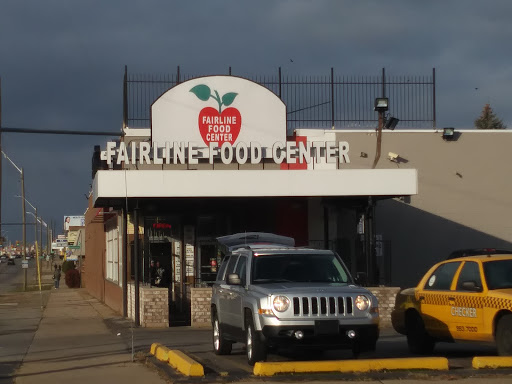 FAIRLINE
FOOD
CENTER
FAIRLINE FOOD CENTER
CHECKER